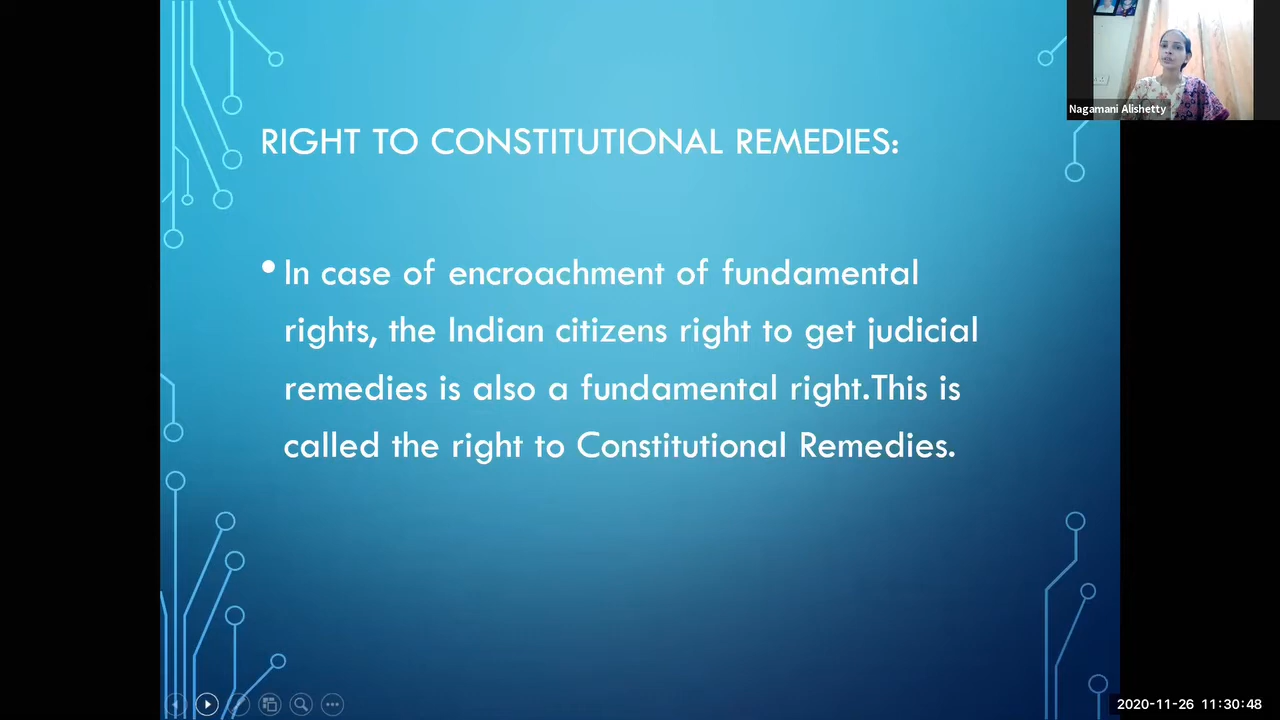 Nagamani Alishetty
RIGHT TO CONSTITUTIONAL REMEDIES:
• In case of encroachment of fundamental
rights, the Indian citizens right to get judicial
remedies is also a fundamental right.This is
called the right to Constitutional Remedies.
2020-11-26 11:30:48